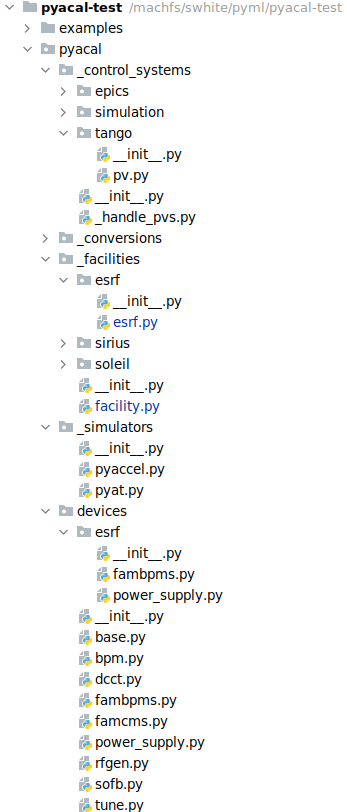 pyacal-test /machfs/swhite/pyml/pyacal-test
examples
pyacal
_control_systems
epics
simulation
tango
__init__.py
pv.py
__init__.py
_handle_pvs.py
_conversions
_facilities
esrf
__init__.py
esrf.py
sirius
soleil
__init__.py
facility.py
_simulators
__init__.py
pyaccel.py
pyat.py
devices
esrf
__init__.py
fambpms.py
power_supply.py
__init__.py
base.py
bpm.py
dcct.py
fambpms.py
famcms.py
power_supply.py
rfgen.py
sofb.py
tune.py